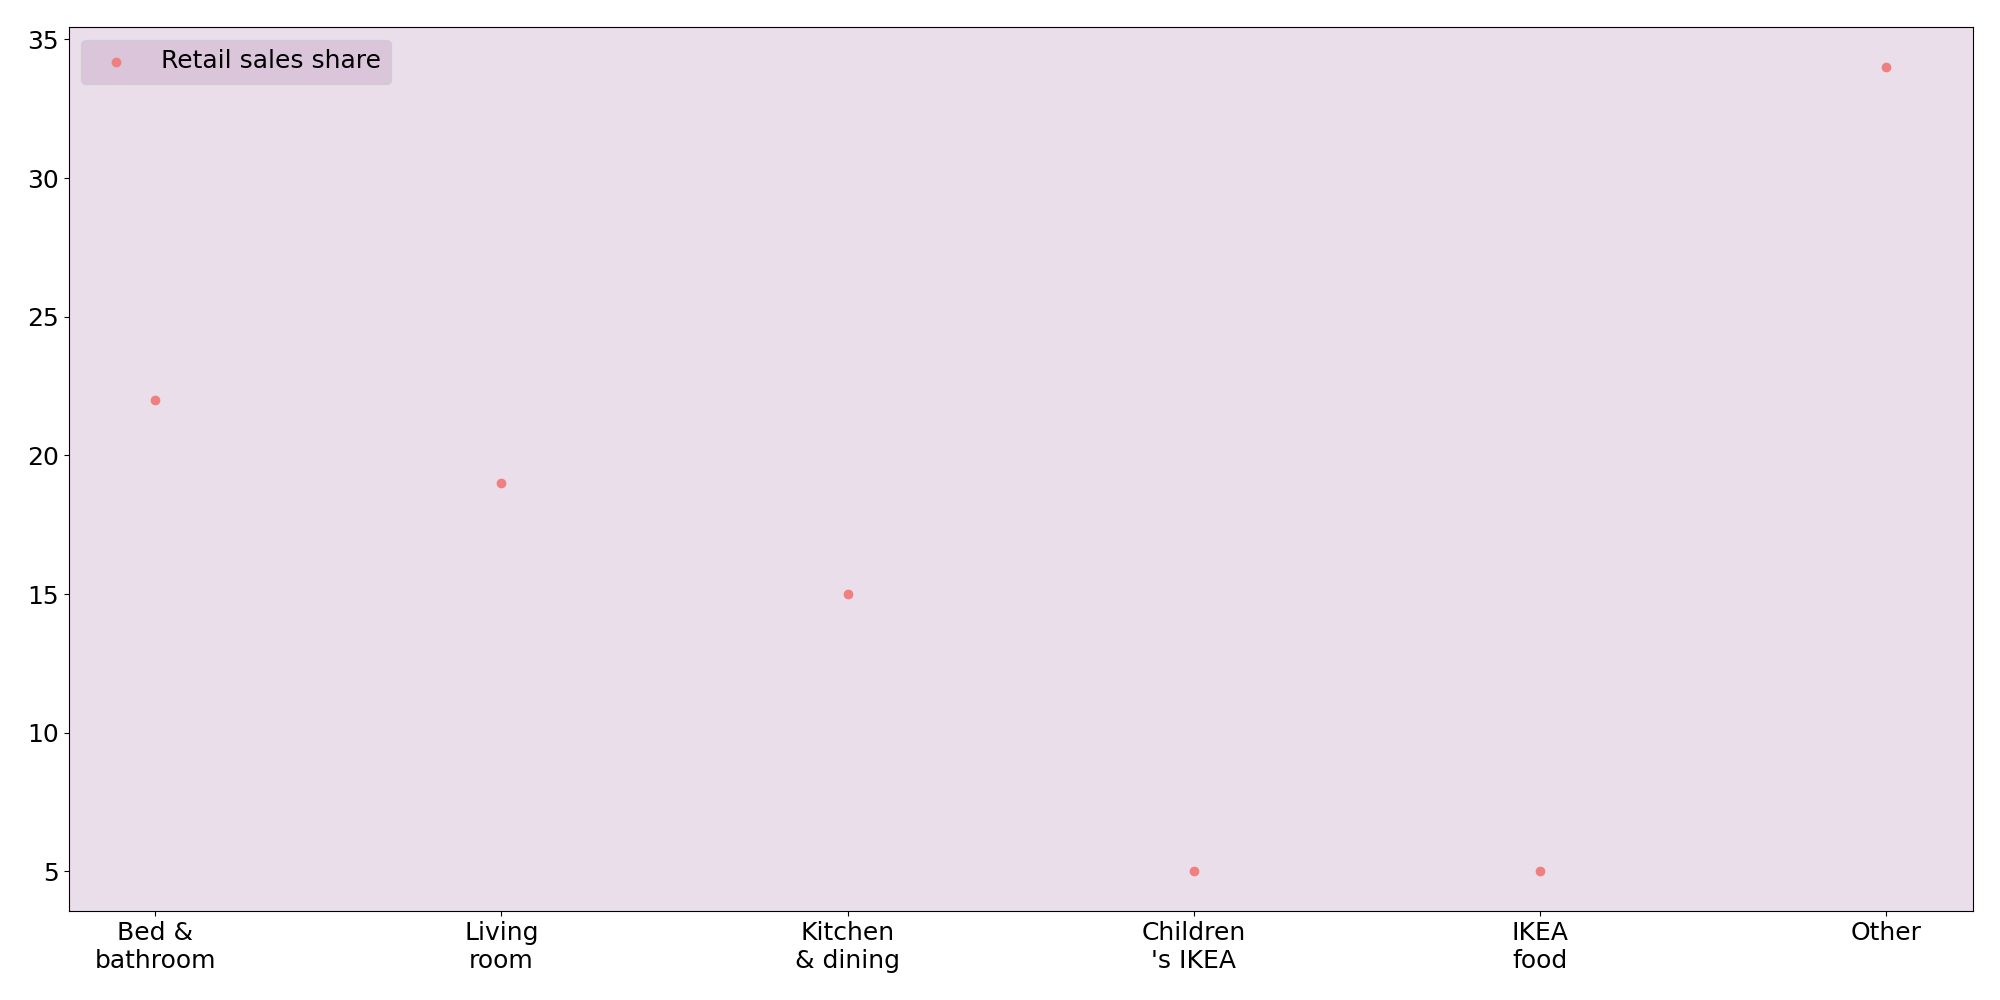 Retail sales share
35
30
25
20
15
10
5
Bed &
bathroom
Living
room
Kitchen
& dining
Children
's IKEA
IKEA
food
Other